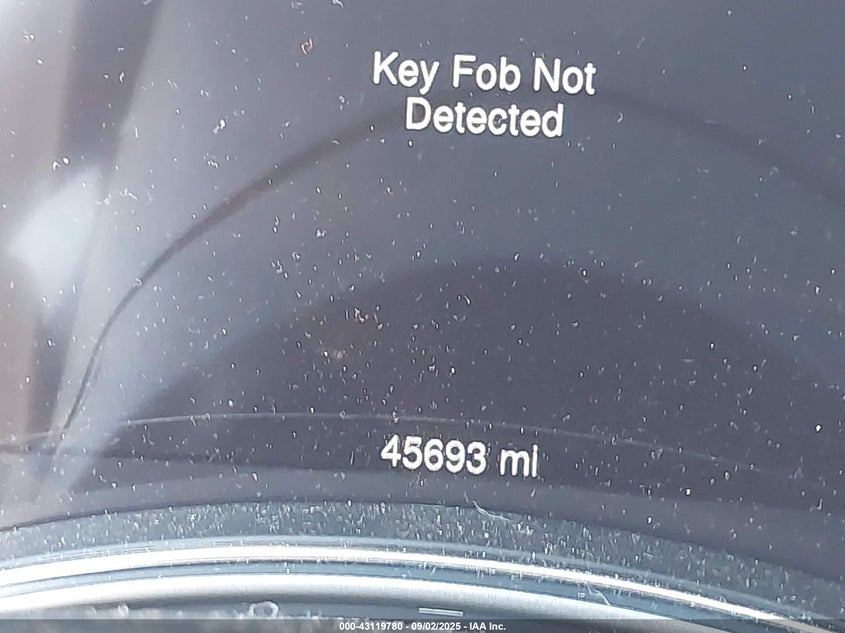 Key Fob Not
Detected
45693 mi
000-43119780 - 09/02/2025 - IAA Inc.